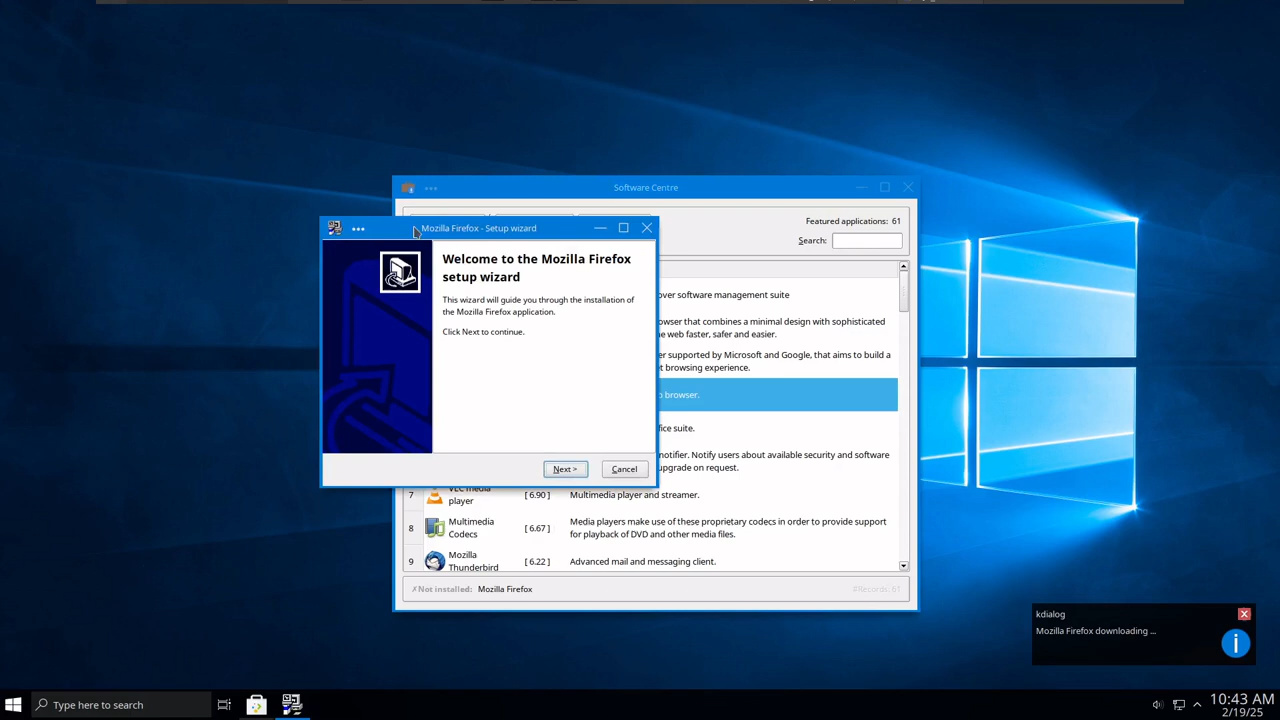 Software Centre
Featured applications: 61
Search:
Mozilla Firefox - Setup wizard
Welcome to the Mozilla Firefox
setup wizard
This wizard will guide you through the installation of
the Mozilla Firefox application.
Click Next to continue.
Next >
Cancel
over software management suite
owser that combines a minimal design with sophisticated
e web faster, safer and easier.
er supported by Microsoft and Google, that aims to build a
et browsing experience.
browser.
fice suite.
notifier. Notify users about available security and software
upgrade on request.
7
VLC media
player
[ 6.90 ]
Multimedia player and streamer.
8
Multimedia
Codecs
[ 6.67 ]
Media players make use of these proprietary codecs in order to provide support
for playback of DVD and other media files.
9
Mozilla
Thunderbird
[ 6.22 ]
Advanced mail and messaging client.
✗Not installed: Mozilla Firefox
#Records: 61
kdialog
Mozilla Firefox downloading ...
Type here to search
10:43 AM
2/19/25